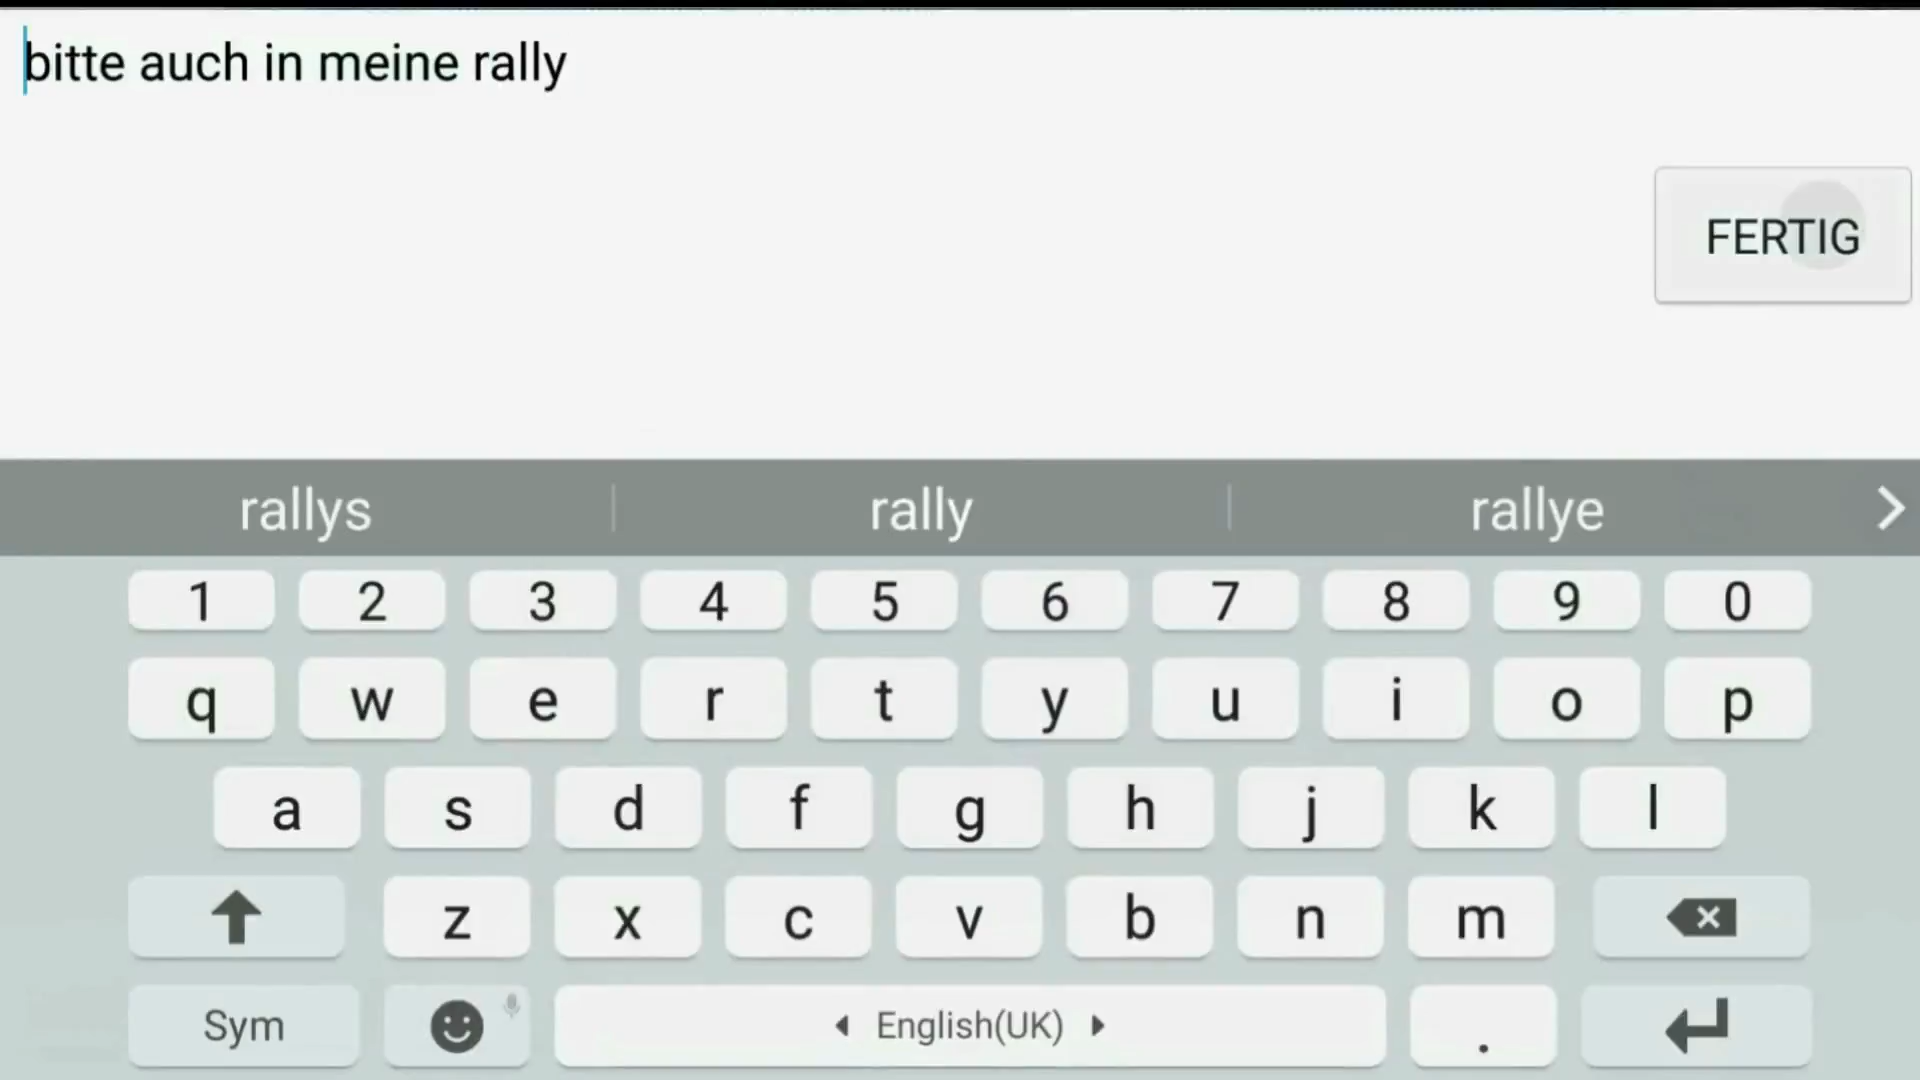 bitte auch in meine rally
FERTIG
rallys rally rallye
1 2 3 4 5 6 7 8 9 0
q w e r t y u i o p
a s d f g h j k l
z x c v b n m
Sym English(UK) .